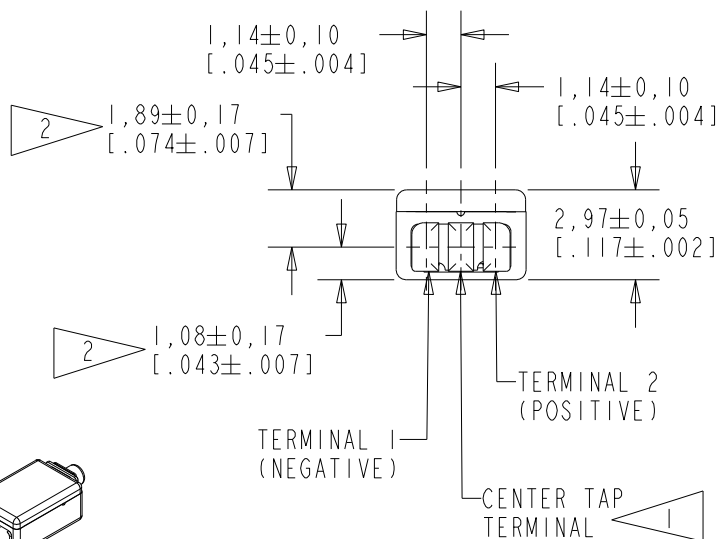 1,14±0,10
[.045±.004]
1,14±0,10
[.045±.004]
2
1,89±0,17
[.074±.007]
2,97±0,05
[.117±.002]
2
1,08±0,17
[.043±.007]
TERMINAL 2
(POSITIVE)
TERMINAL 1
(NEGATIVE)
CENTER TAP
TERMINAL
1